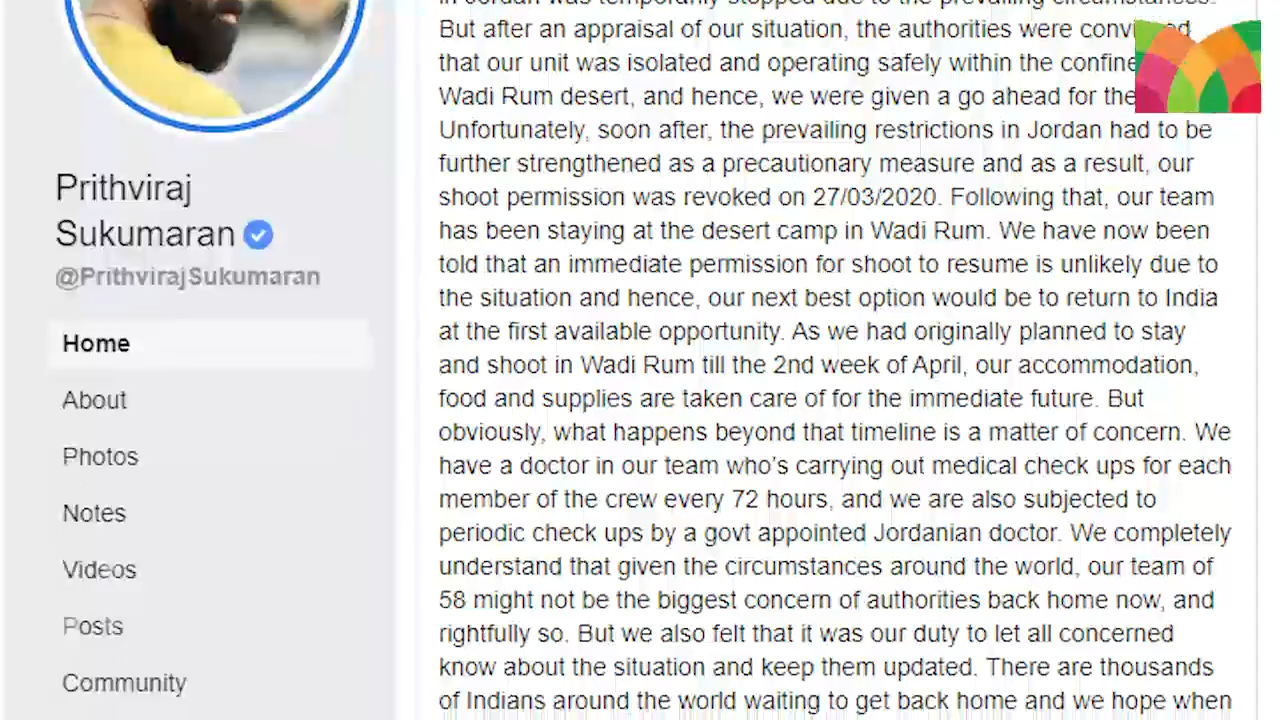 Prithviraj
Sukumaran
@PrithvirajSukumaran
Home
About
Photos
Notes
Videos
Posts
Community
in Jordan was temporarily stopped due to the prevailing circumstances.
But after an appraisal of our situation, the authorities were
that our unit was isolated and operating safely within the
Wadi Rum desert, and hence, we were given a go ahead for the
Unfortunately, soon after, the prevailing restrictions in Jordan had to be
further strengthened as a precautionary measure and as a result, our
shoot permission was revoked on 27/03/2020. Following that, our team
has been staying at the desert camp in Wadi Rum. We have now been
told that an immediate permission for shoot to resume is unlikely due to
the situation and hence, our next best option would be to return to India
at the first available opportunity. As we had originally planned to stay
and shoot in Wadi Rum till the 2nd week of April, our accommodation,
food and supplies are taken care of for the immediate future. But
obviously, what happens beyond that timeline is a matter of concern. We
have a doctor in our team who's carrying out medical check ups for each
member of the crew every 72 hours, and we are also subjected to
periodic check ups by a govt appointed Jordanian doctor. We completely
understand that given the circumstances around the world, our team of
58 might not be the biggest concern of authorities back home now, and
rightfully so. But we also felt that it was our duty to let all concerned
know about the situation and keep them updated. There are thousands
of Indians around the world waiting to get back home and we hope when